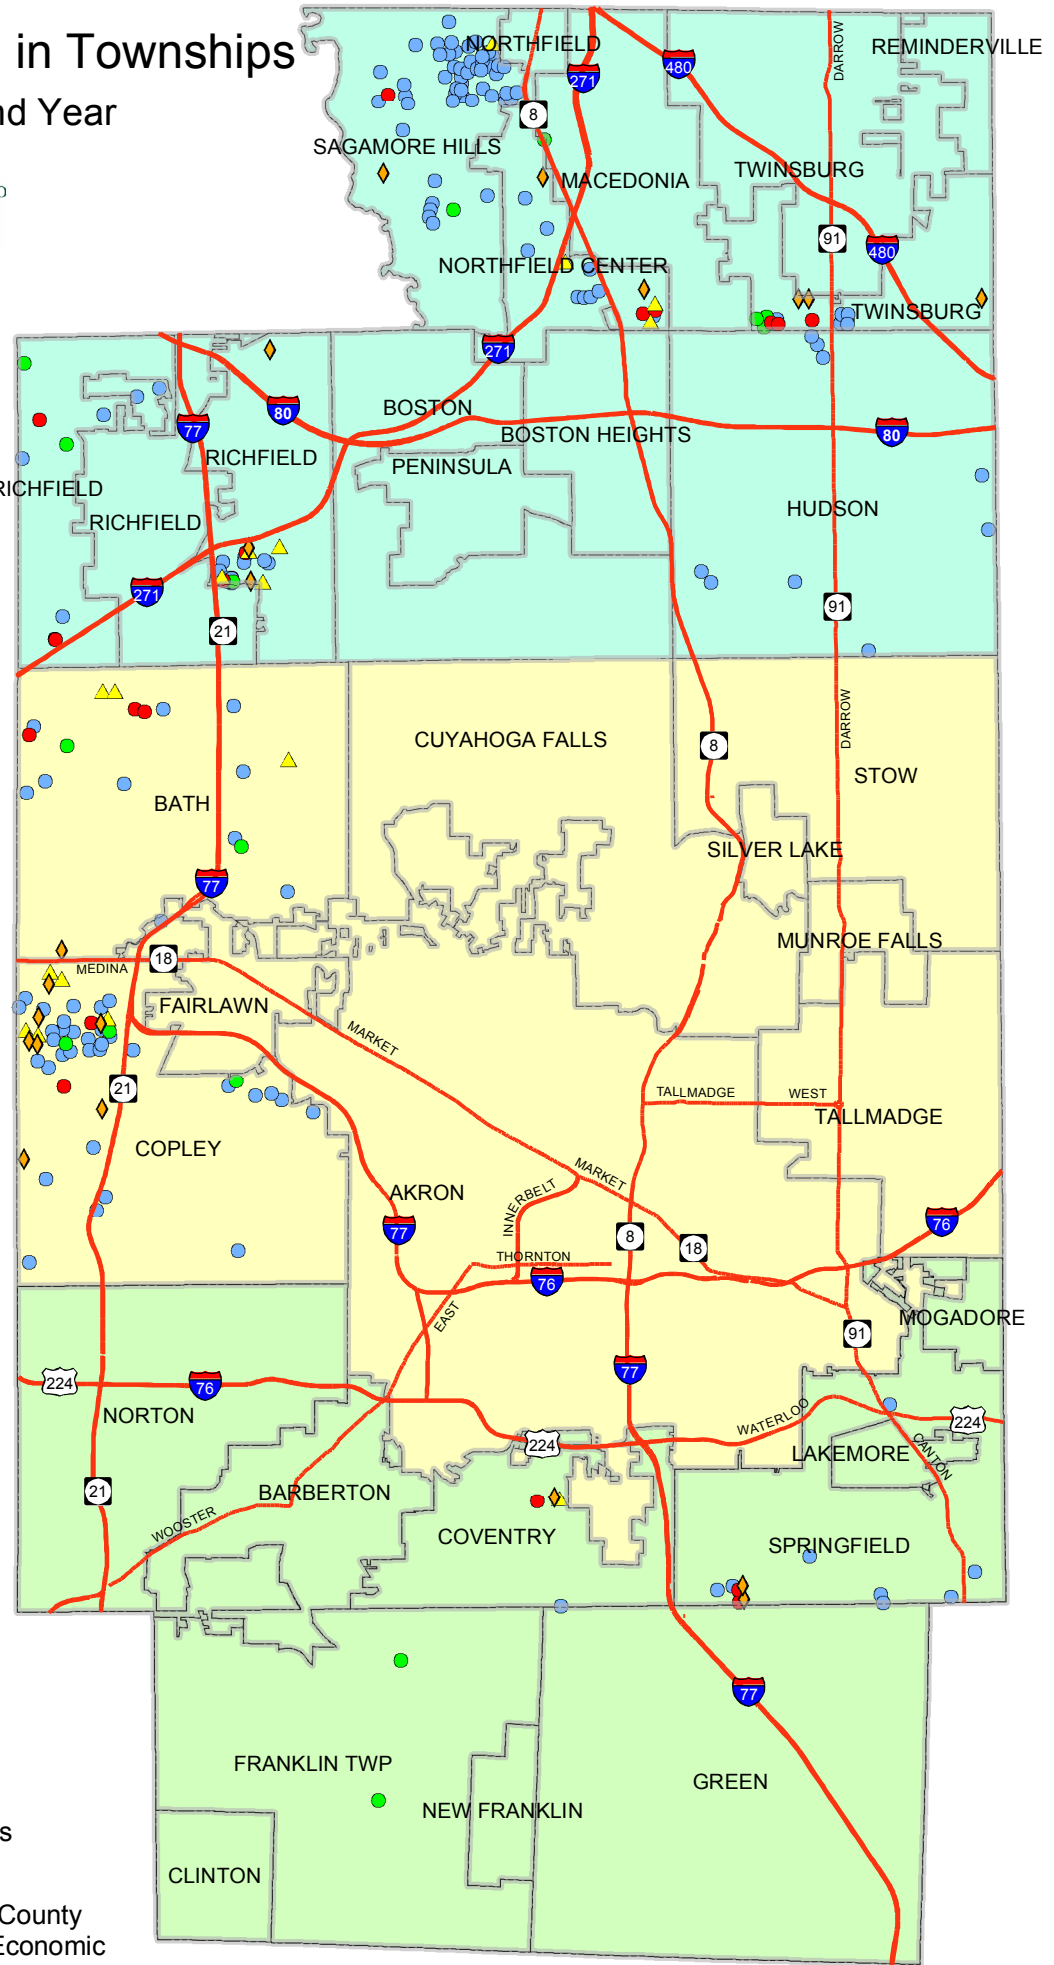 in Townships
nd Year
NORTHFIELD
REMINDERVILLE
DARROW
480
271
8
SAGAMORE HILLS
MACEDONIA
TWINSBURG
91
480
NORTHFIELD CENTER
TWINSBURG
271
BOSTON
80
77
80
BOSTON HEIGHTS
RICHFIELD
PENINSULA
RICHFIELD
HUDSON
RICHFIELD
271
91
21
DARROW
CUYAHOGA FALLS
8
STOW
BATH
SILVER LAKE
77
MUNROE FALLS
18
MEDINA
FAIRLAWN
MARKET
21
TALLMADGE
WEST
TALLMADGE
COPLEY
MARKET
AKRON
INNERBELT
76
77
8
18
THORNTON
76
EAST
MOGADORE
91
77
224
76
NORTON
WATERLOO
224
224
LAKEMORE
CANTON
21
BARBERTON
WOOSTER
COVENTRY
SPRINGFIELD
77
FRANKLIN TWP
GREEN
NEW FRANKLIN
s
CLINTON
County
Economic